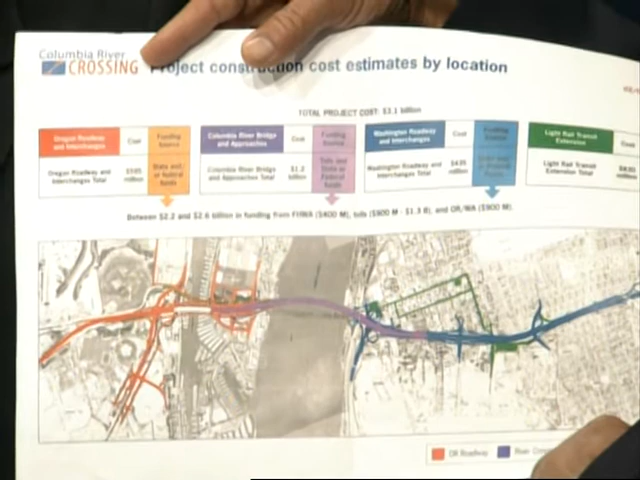 Columbia River
CROSSING
Project construction cost estimates by location
TOTAL PROJECT COST: $3.1 billion
Oregon Roadway and Interchanges
Cost
Funding Source
Oregon Roadway and Interchanges Total
$595 million
State and/or Federal funds
Columbia River Bridge and Approaches
Cost
Funding Source
Columbia River Bridge and Approaches Total
$1.2 billion
Tolls and State or Federal funds
Washington Roadway and Interchanges
Cost
Funding Source
Washington Roadway and Interchanges Total
$435 million
Light Rail Transit Extension
Cost
Light Rail Transit Extension Total
Between $2.2 and $2.6 billion in funding from FHWA ($400 M), tolls ($900 M - $1.3 B), and OR/WA ($900 M).
OR Roadway
River